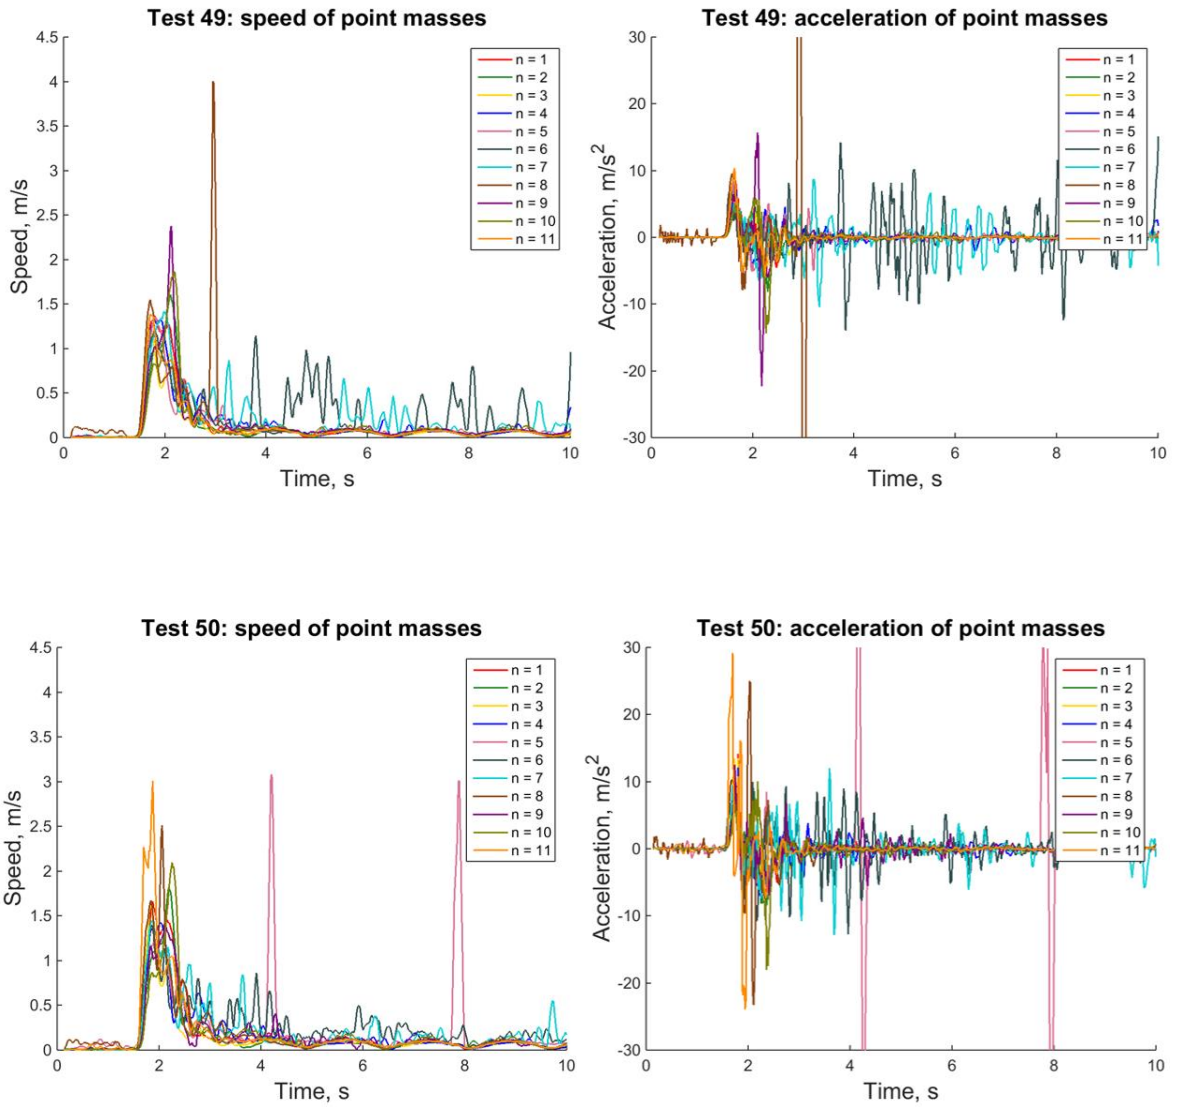 Test 49: speed of point masses
4.5
4
3.5
3
2.5
2
1.5
1
0.5
0
Speed, m/s
0 2 4 6 8 10
Time, s
n = 1
n = 2
n = 3
n = 4
n = 5
n = 6
n = 7
n = 8
n = 9
n = 10
n = 11
Test 49: acceleration of point masses
30
20
10
0
-10
-20
-30
Acceleration, m/s2
0 2 4 6 8 10
Time, s
n = 1
n = 2
n = 3
n = 4
n = 5
n = 6
n = 7
n = 8
n = 9
n = 10
n = 11
Test 50: speed of point masses
4.5
4
3.5
3
2.5
2
1.5
1
0.5
0
Speed, m/s
0 2 4 6 8 10
Time, s
n = 1
n = 2
n = 3
n = 4
n = 5
n = 6
n = 7
n = 8
n = 9
n = 10
n = 11
Test 50: acceleration of point masses
30
20
10
0
-10
-20
-30
Acceleration, m/s2
0 2 4 6 8 10
Time, s
n = 1
n = 2
n = 3
n = 4
n = 5
n = 6
n = 7
n = 8
n = 9
n = 10
n = 11